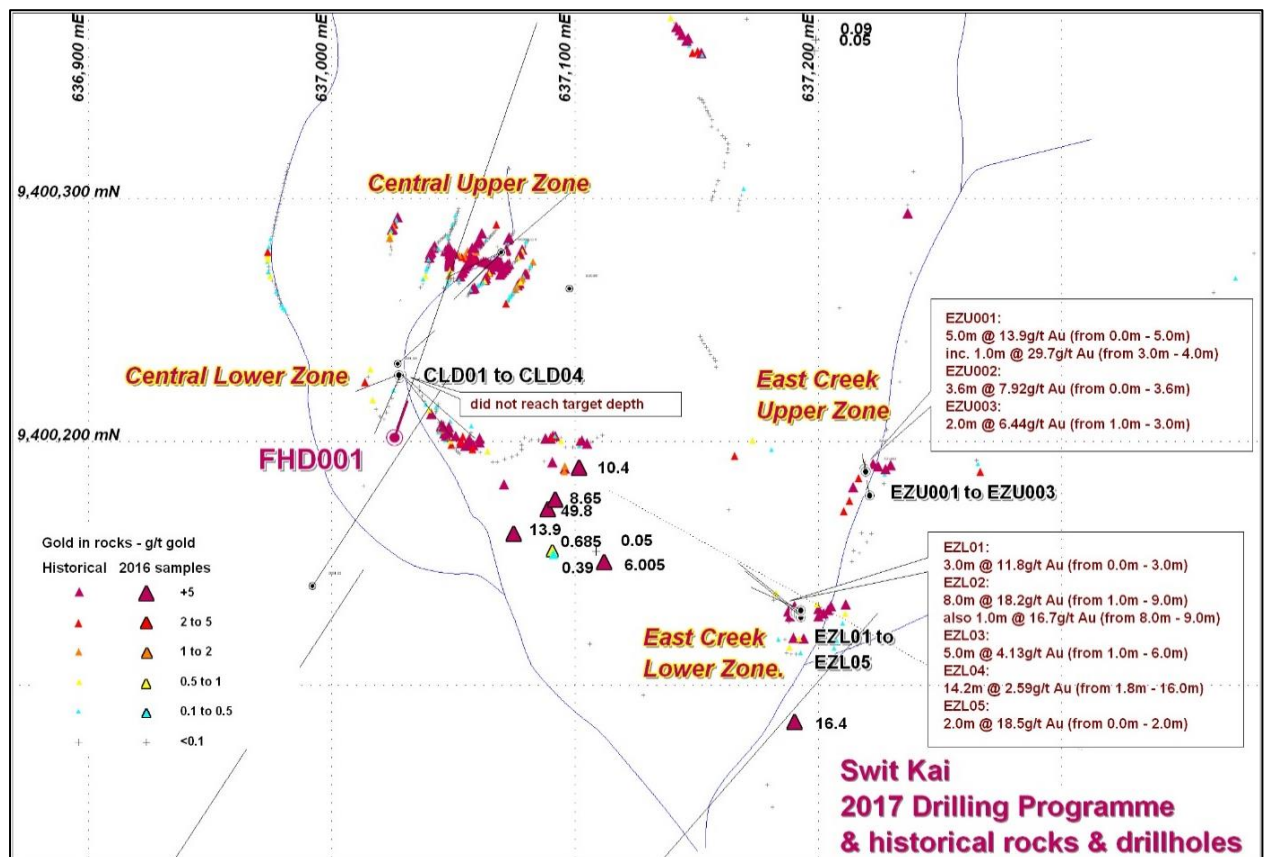 636,900 mE
637,000 mE
637,100 mE
637,200 mE
0.09
0.05
9,400,300 mN
Central Upper Zone
Central Lower Zone
CLD01 to CLD04
did not reach target depth
East Creek
Upper Zone
EZU001:
5.0m @ 13.9g/t Au (from 0.0m - 5.0m)
inc. 1.0m @ 29.7g/t Au (from 3.0m - 4.0m)
EZU002:
3.6m @ 7.92g/t Au (from 0.0m - 3.6m)
EZU003:
2.0m @ 6.44g/t Au (from 1.0m - 3.0m)
9,400,200 mN
FHD001
10.4
8.65
49.8
13.9
0.685
0.05
0.39
6.005
EZU001 to EZU003
Gold in rocks - g/t gold
Historical 2016 samples
+5
2 to 5
1 to 2
0.5 to 1
0.1 to 0.5
<0.1
East Creek
Lower Zone.
EZL01 to
EZL05
16.4
EZL01:
3.0m @ 11.8g/t Au (from 0.0m - 3.0m)
EZL02:
8.0m @ 18.2g/t Au (from 1.0m - 9.0m)
also 1.0m @ 16.7g/t Au (from 8.0m - 9.0m)
EZL03:
5.0m @ 4.13g/t Au (from 1.0m - 6.0m)
EZL04:
14.2m @ 2.59g/t Au (from 1.8m - 16.0m)
EZL05:
2.0m @ 18.5g/t Au (from 0.0m - 2.0m)
Swit Kai
2017 Drilling Programme
& historical rocks & drillholes